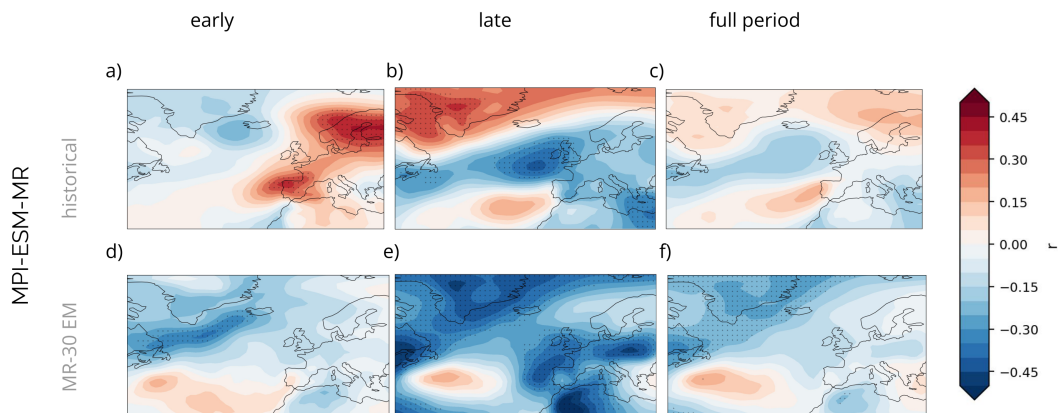 early late full period
a) b) c)
MPI-ESM-MR
historical
d) e) f)
MR-30 EM
0.45
0.30
0.15
0.00
−0.15
−0.30
−0.45
r